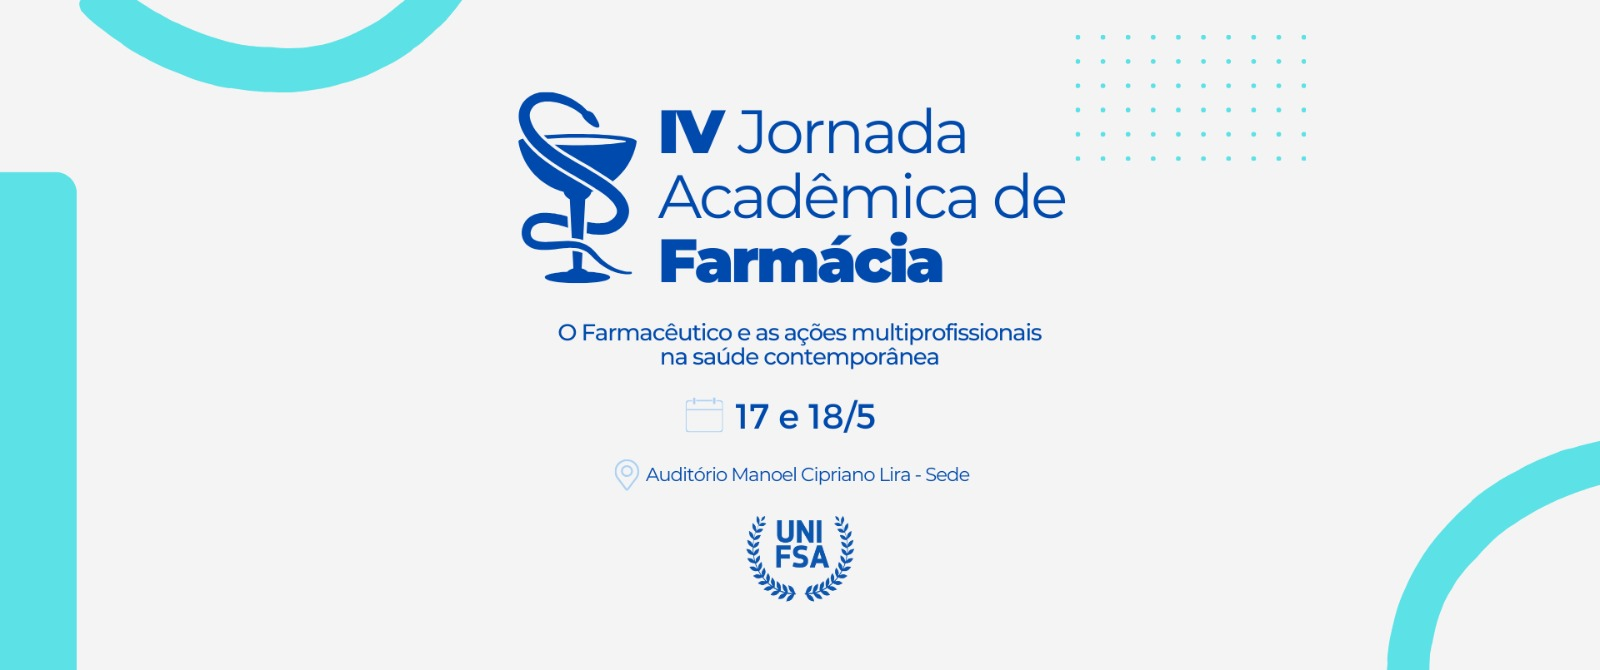 IV Jornada
Acadêmica de
Farmácia
O Farmacêutico e as ações multiprofissionais
na saúde contemporânea
17 e 18/5
Auditório Manoel Cipriano Lira - Sede
UNI
FSA